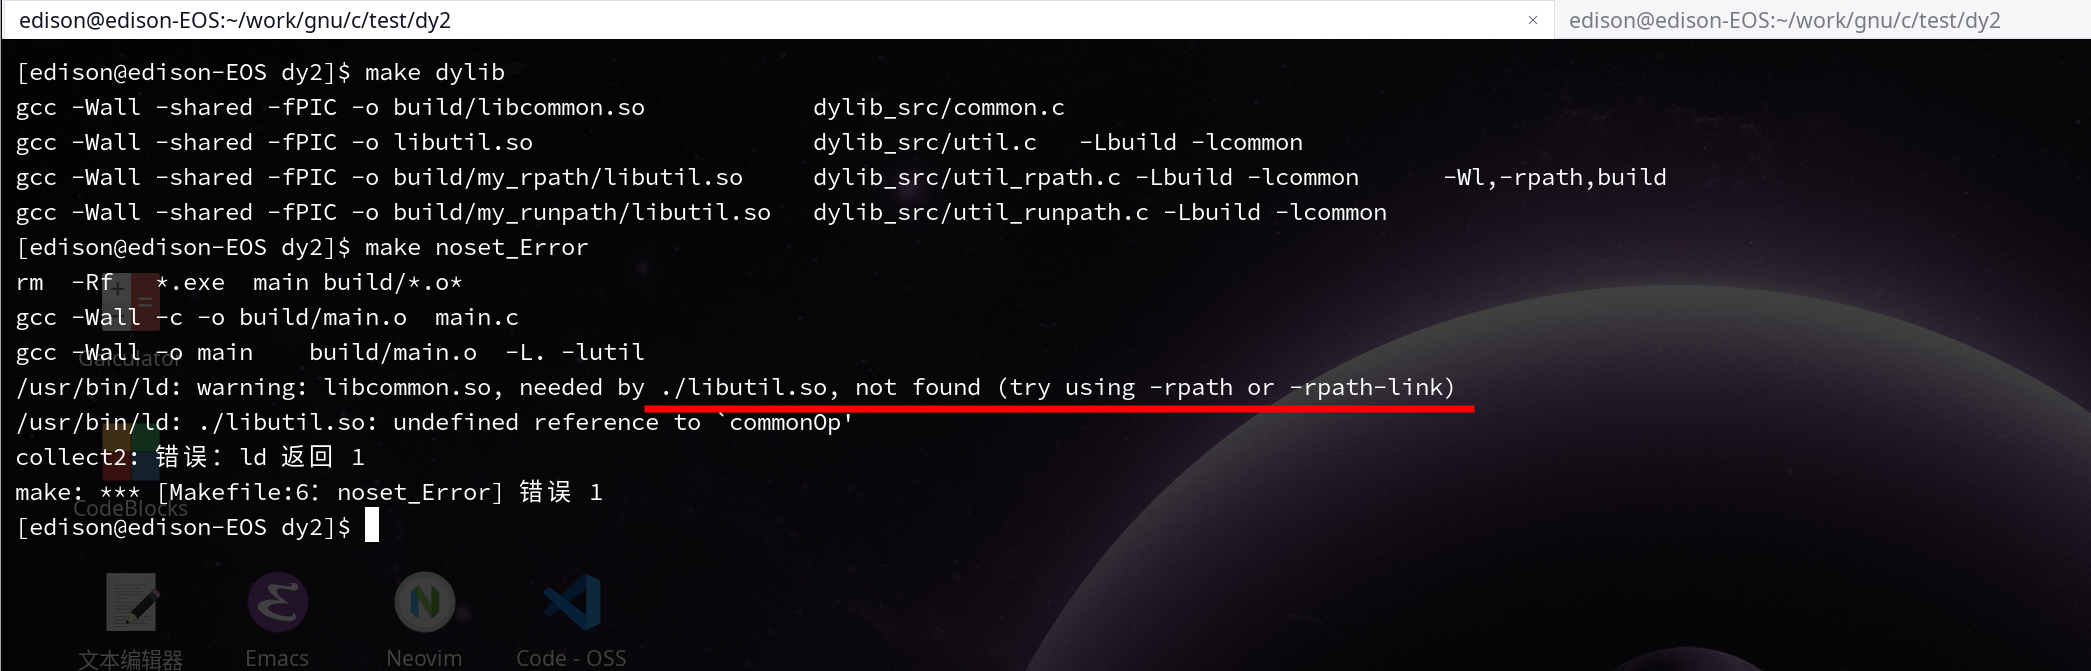 edison@edison-EOS:~/work/gnu/c/test/dy2 × edison@edison-EOS:~/work/gnu/c/test/dy2
[edison@edison-EOS dy2]$ make dylib
gcc -Wall -shared -fPIC -o build/libcommon.so dylib_src/common.c
gcc -Wall -shared -fPIC -o libutil.so dylib_src/util.c -Lbuild -lcommon
gcc -Wall -shared -fPIC -o build/my_rpath/libutil.so dylib_src/util_rpath.c -Lbuild -lcommon -Wl,-rpath,build
gcc -Wall -shared -fPIC -o build/my_runpath/libutil.so dylib_src/util_runpath.c -Lbuild -lcommon
[edison@edison-EOS dy2]$ make noset_Error
rm -Rf *.exe main build/*.o*
gcc -Wall -c -o build/main.o main.c
gcc -Wall -o main build/main.o -L. -lutil
Galculator
/usr/bin/ld: warning: libcommon.so, needed by ./libutil.so, not found (try using -rpath or -rpath-link)
/usr/bin/ld: ./libutil.so: undefined reference to `commonOp'
collect2: 错误：ld 返回 1
make: *** [Makefile:6：noset_Error] 错误 1
CodeBlocks
[edison@edison-EOS dy2]$
文本编辑器 Emacs Neovim Code - OSS